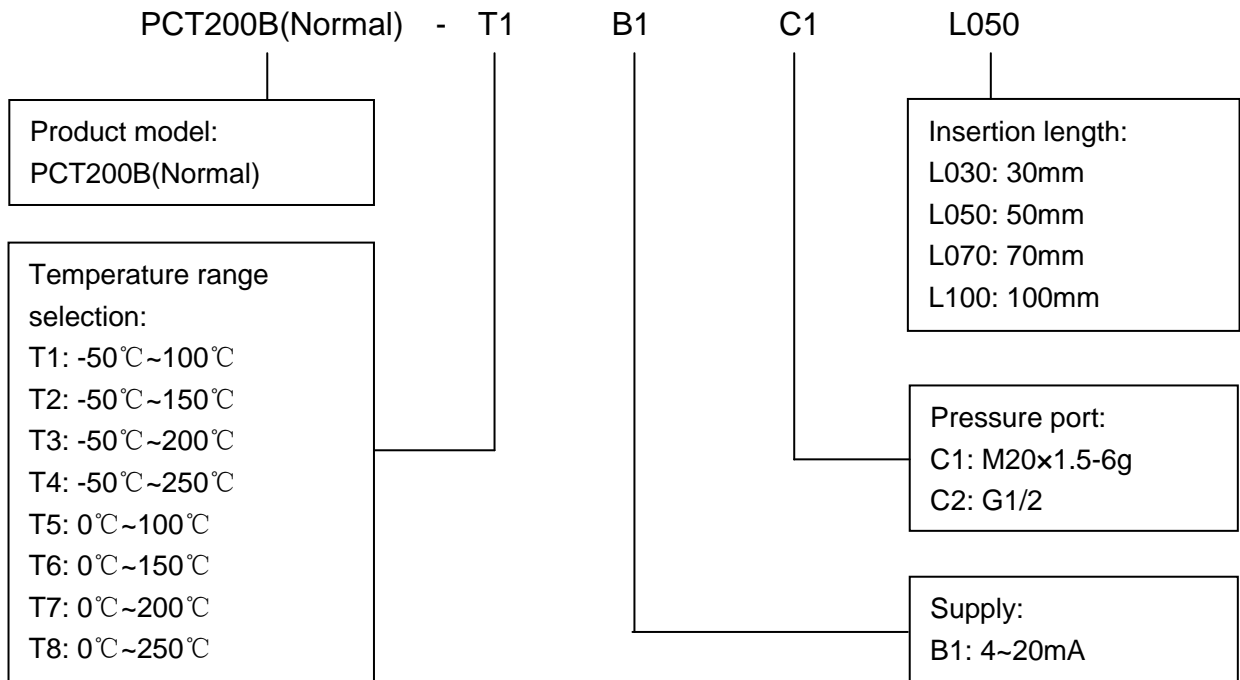 PCT200B(Normal) - T1 B1 C1 L050
Product model:
PCT200B(Normal)
Temperature range
selection:
T1: -50℃~100℃
T2: -50℃~150℃
T3: -50℃~200℃
T4: -50℃~250℃
T5: 0℃~100℃
T6: 0℃~150℃
T7: 0℃~200℃
T8: 0℃~250℃
Insertion length:
L030: 30mm
L050: 50mm
L070: 70mm
L100: 100mm
Pressure port:
C1: M20×1.5-6g
C2: G1/2
Supply:
B1: 4~20mA